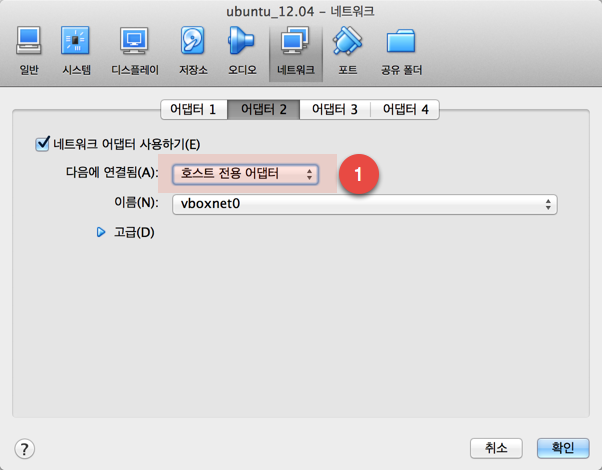 ubuntu_12.04 – 네트워크
일반 시스템 디스플레이 저장소 오디오 네트워크 포트 공유 폴더
어댑터 1 어댑터 2 어댑터 3 어댑터 4
네트워크 어댑터 사용하기(E)
다음에 연결됨(A): 호스트 전용 어댑터 1
이름(N): vboxnet0
고급(D)
? 취소 확인